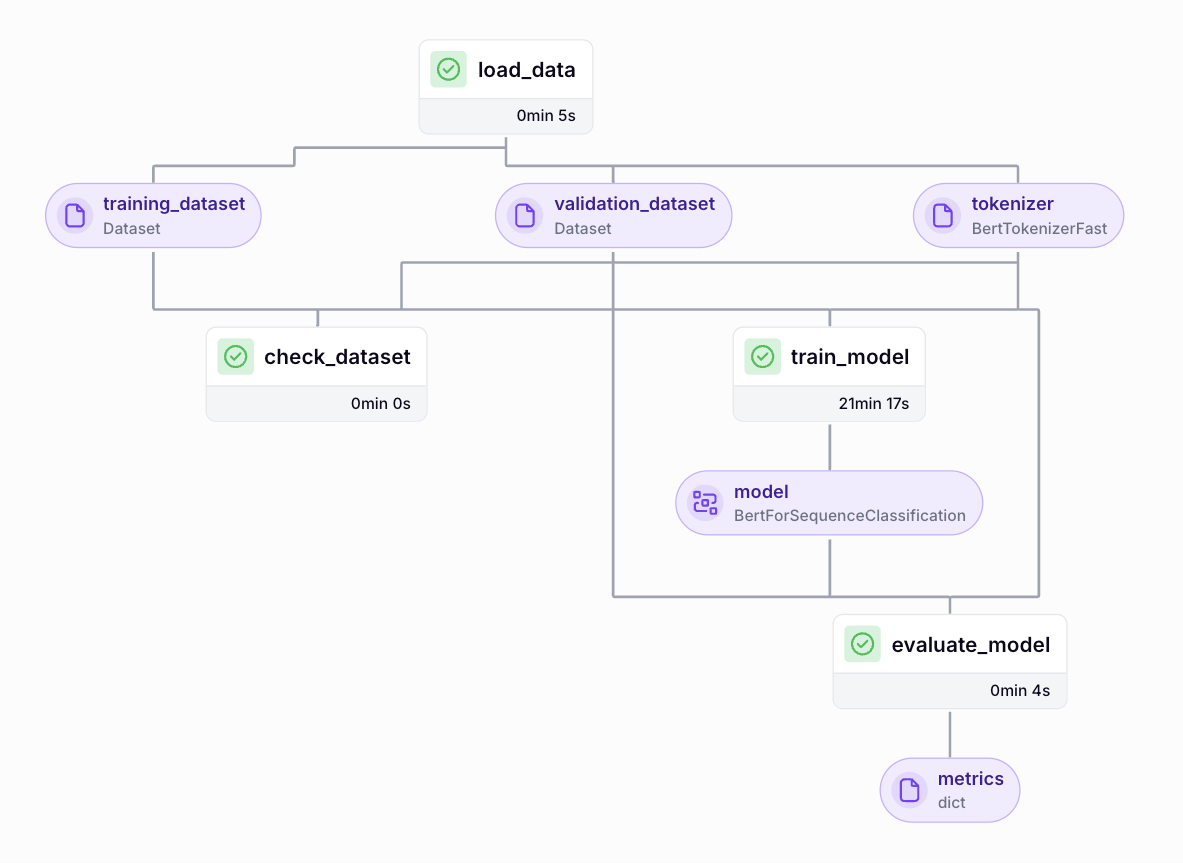 load_data
0min 5s
training_dataset
Dataset
validation_dataset
Dataset
tokenizer
BertTokenizerFast
check_dataset
0min 0s
train_model
21min 17s
model
BertForSequenceClassification
evaluate_model
0min 4s
metrics
dict